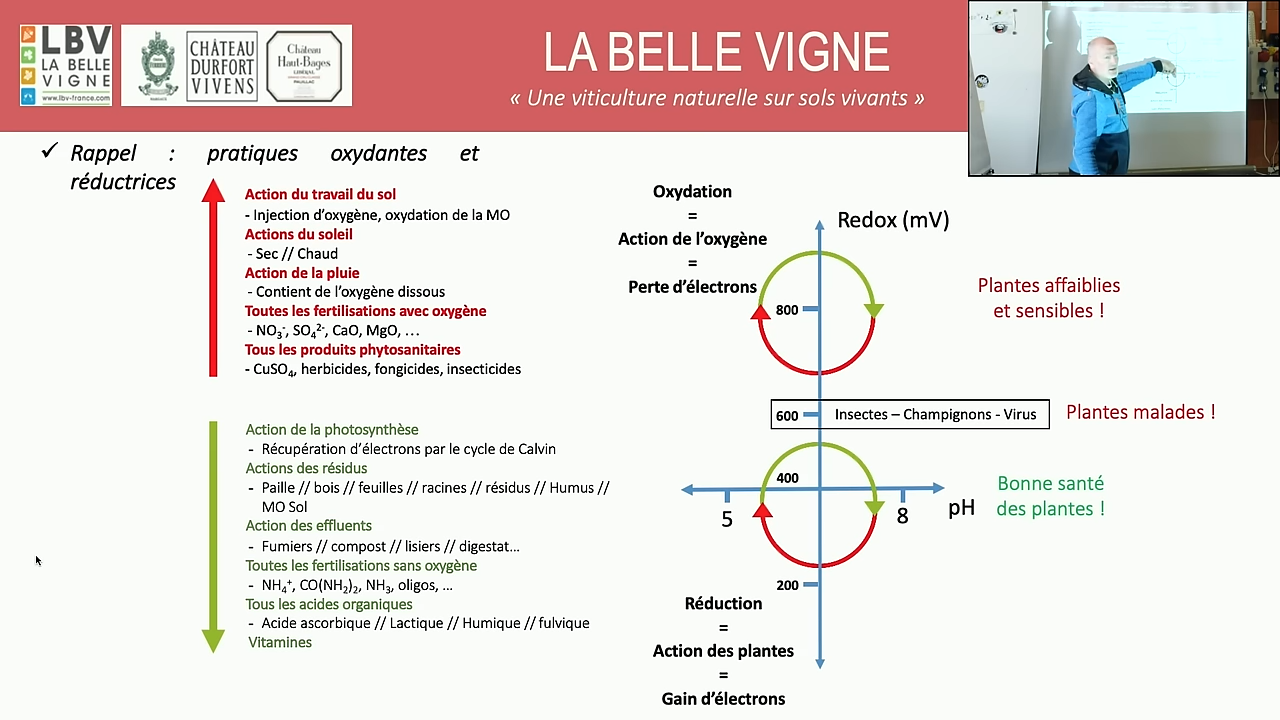 LBV
LA BELLE
VIGNE
www.lbv-france.com
CHÂTEAU
DURFORT
VIVENS
Château
Haut-Bages
LIBÉRAL
PAUILLAC
LA BELLE VIGNE
« Une viticulture naturelle sur sols vivants »
✓ Rappel : pratiques oxydantes et
réductrices
Action du travail du sol
- Injection d’oxygène, oxydation de la MO
Actions du soleil
- Sec // Chaud
Action de la pluie
- Contient de l’oxygène dissous
Toutes les fertilisations avec oxygène
- NO₃⁻, SO₄²⁻, CaO, MgO, …
Tous les produits phytosanitaires
- CuSO₄, herbicides, fongicides, insecticides
Action de la photosynthèse
- Récupération d’électrons par le cycle de Calvin
Actions des résidus
- Paille // bois // feuilles // racines // résidus // Humus //
MO Sol
Action des effluents
- Fumiers // compost // lisiers // digestat…
Toutes les fertilisations sans oxygène
- NH₄⁺, CO(NH₂)₂, NH₃, oligos, …
Tous les acides organiques
- Acide ascorbique // Lactique // Humique // fulvique
Vitamines
Oxydation
=
Action de l’oxygène
=
Perte d’électrons
Redox (mV)
800
Plantes affaiblies
et sensibles !
600
Insectes – Champignons - Virus
Plantes malades !
400
5
8
pH
Bonne santé
des plantes !
200
Réduction
=
Action des plantes
=
Gain d’électrons